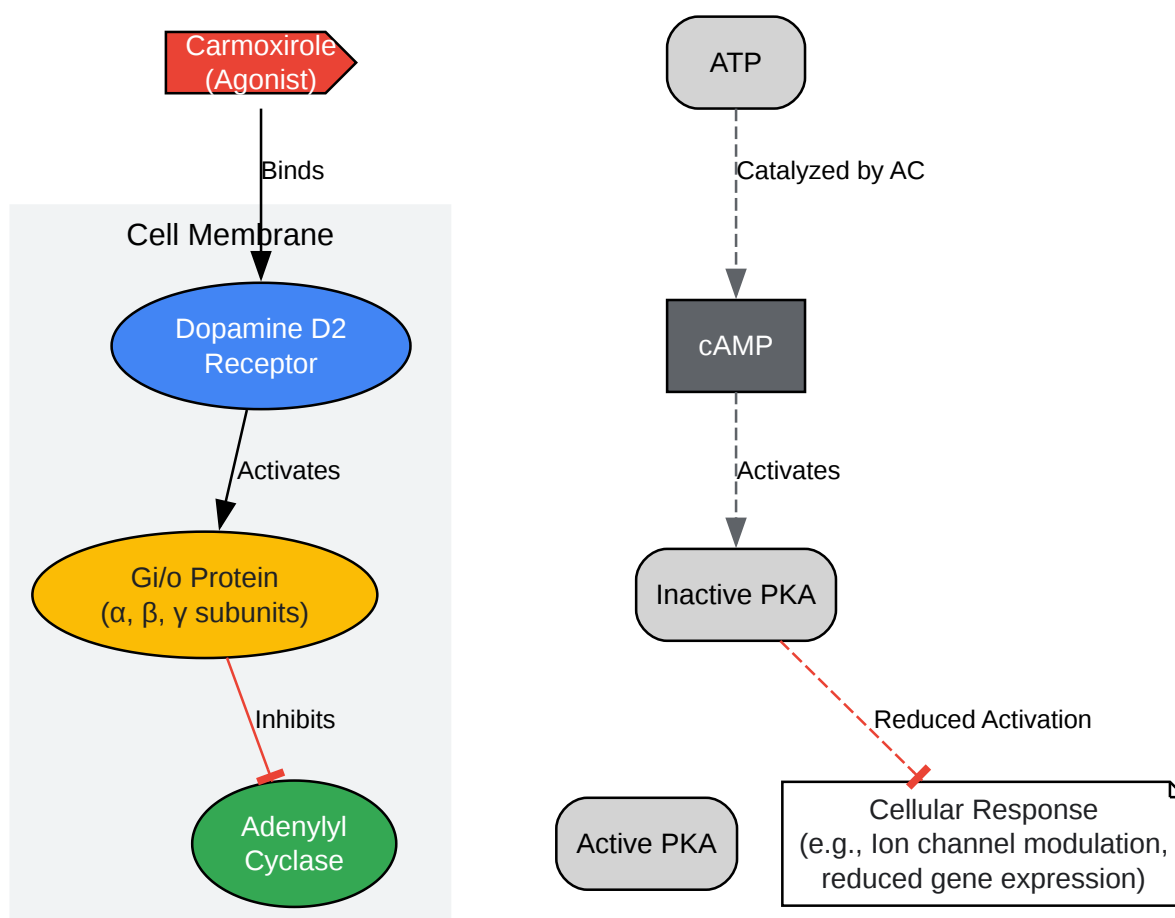 Carmoxirole
(Agonist)
Binds
Cell Membrane
Dopamine D2
Receptor
Activates
Gi/o Protein
(α, β, γ subunits)
Inhibits
Adenylyl
Cyclase
ATP
Catalyzed by AC
cAMP
Activates
Inactive PKA
Reduced Activation
Active PKA
Cellular Response
(e.g., Ion channel modulation,
reduced gene expression)